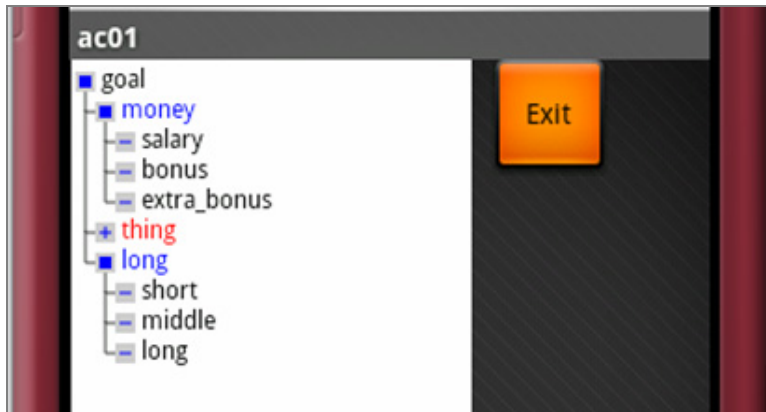 ac01
goal
money
salary
bonus
extra_bonus
thing
long
short
middle
long
Exit